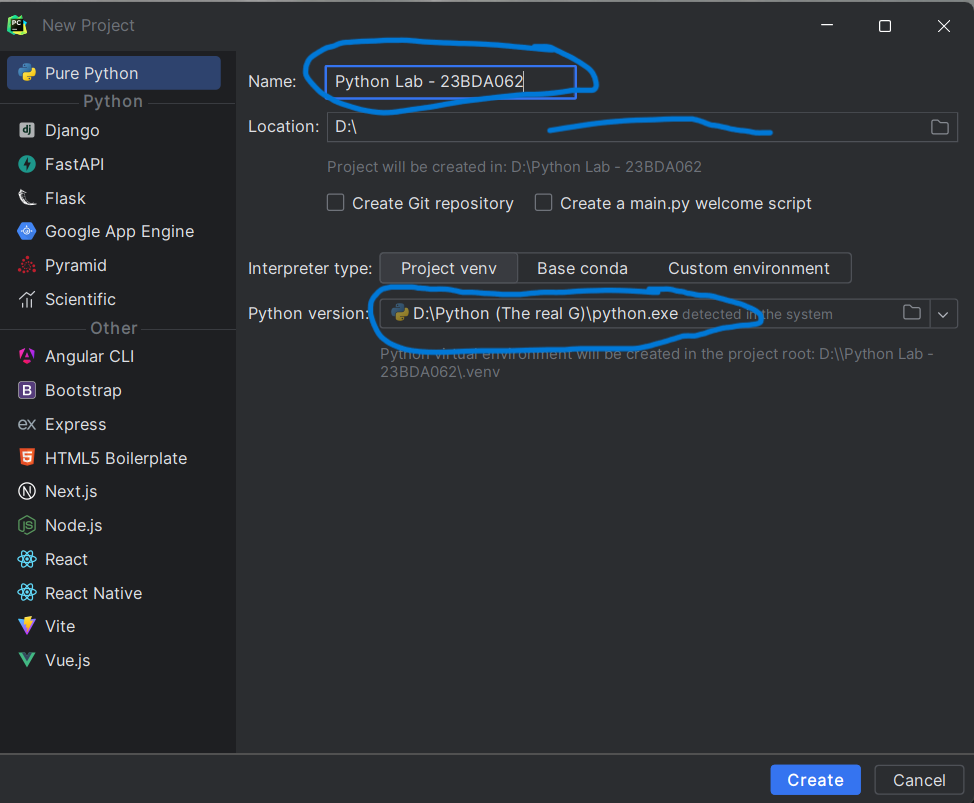 New Project
Pure Python
Python
Django
FastAPI
Flask
Google App Engine
Pyramid
Scientific
Other
Angular CLI
Bootstrap
Express
HTML5 Boilerplate
Next.js
Node.js
React
React Native
Vite
Vue.js
Name: Python Lab - 23BDA062
Location: D:\
Project will be created in: D:\Python Lab - 23BDA062
Create Git repository Create a main.py welcome script
Interpreter type: Project venv Base conda Custom environment
Python version: D:\Python (The real G)\python.exe detected in the system
Python virtual environment will be created in the project root: D:\\Python Lab -
23BDA062\.venv
Create Cancel